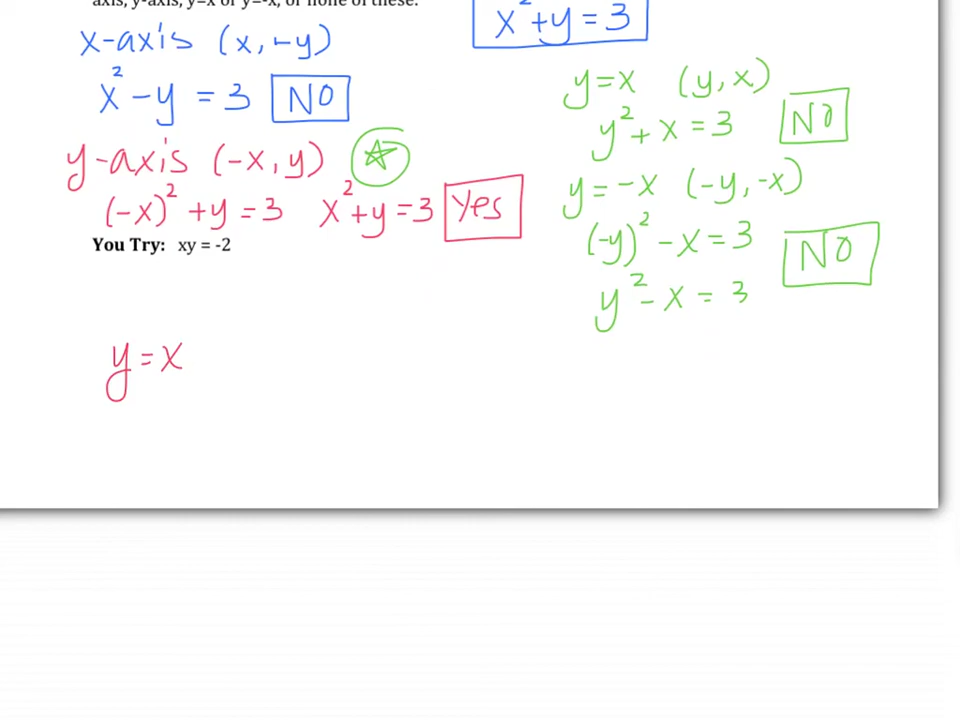 axis, y-axis, y=x or y=-x, or none of these.
x² + y = 3
x-axis (x, -y)
x² - y = 3 NO
y-axis (-x, y)
(-x)² + y = 3 x² + y = 3 Yes
y = x (y, x)
y² + x = 3 NO
y = -x (-y, -x)
(-y)² - x = 3 NO
y² - x = 3
You Try: xy = -2
y = x